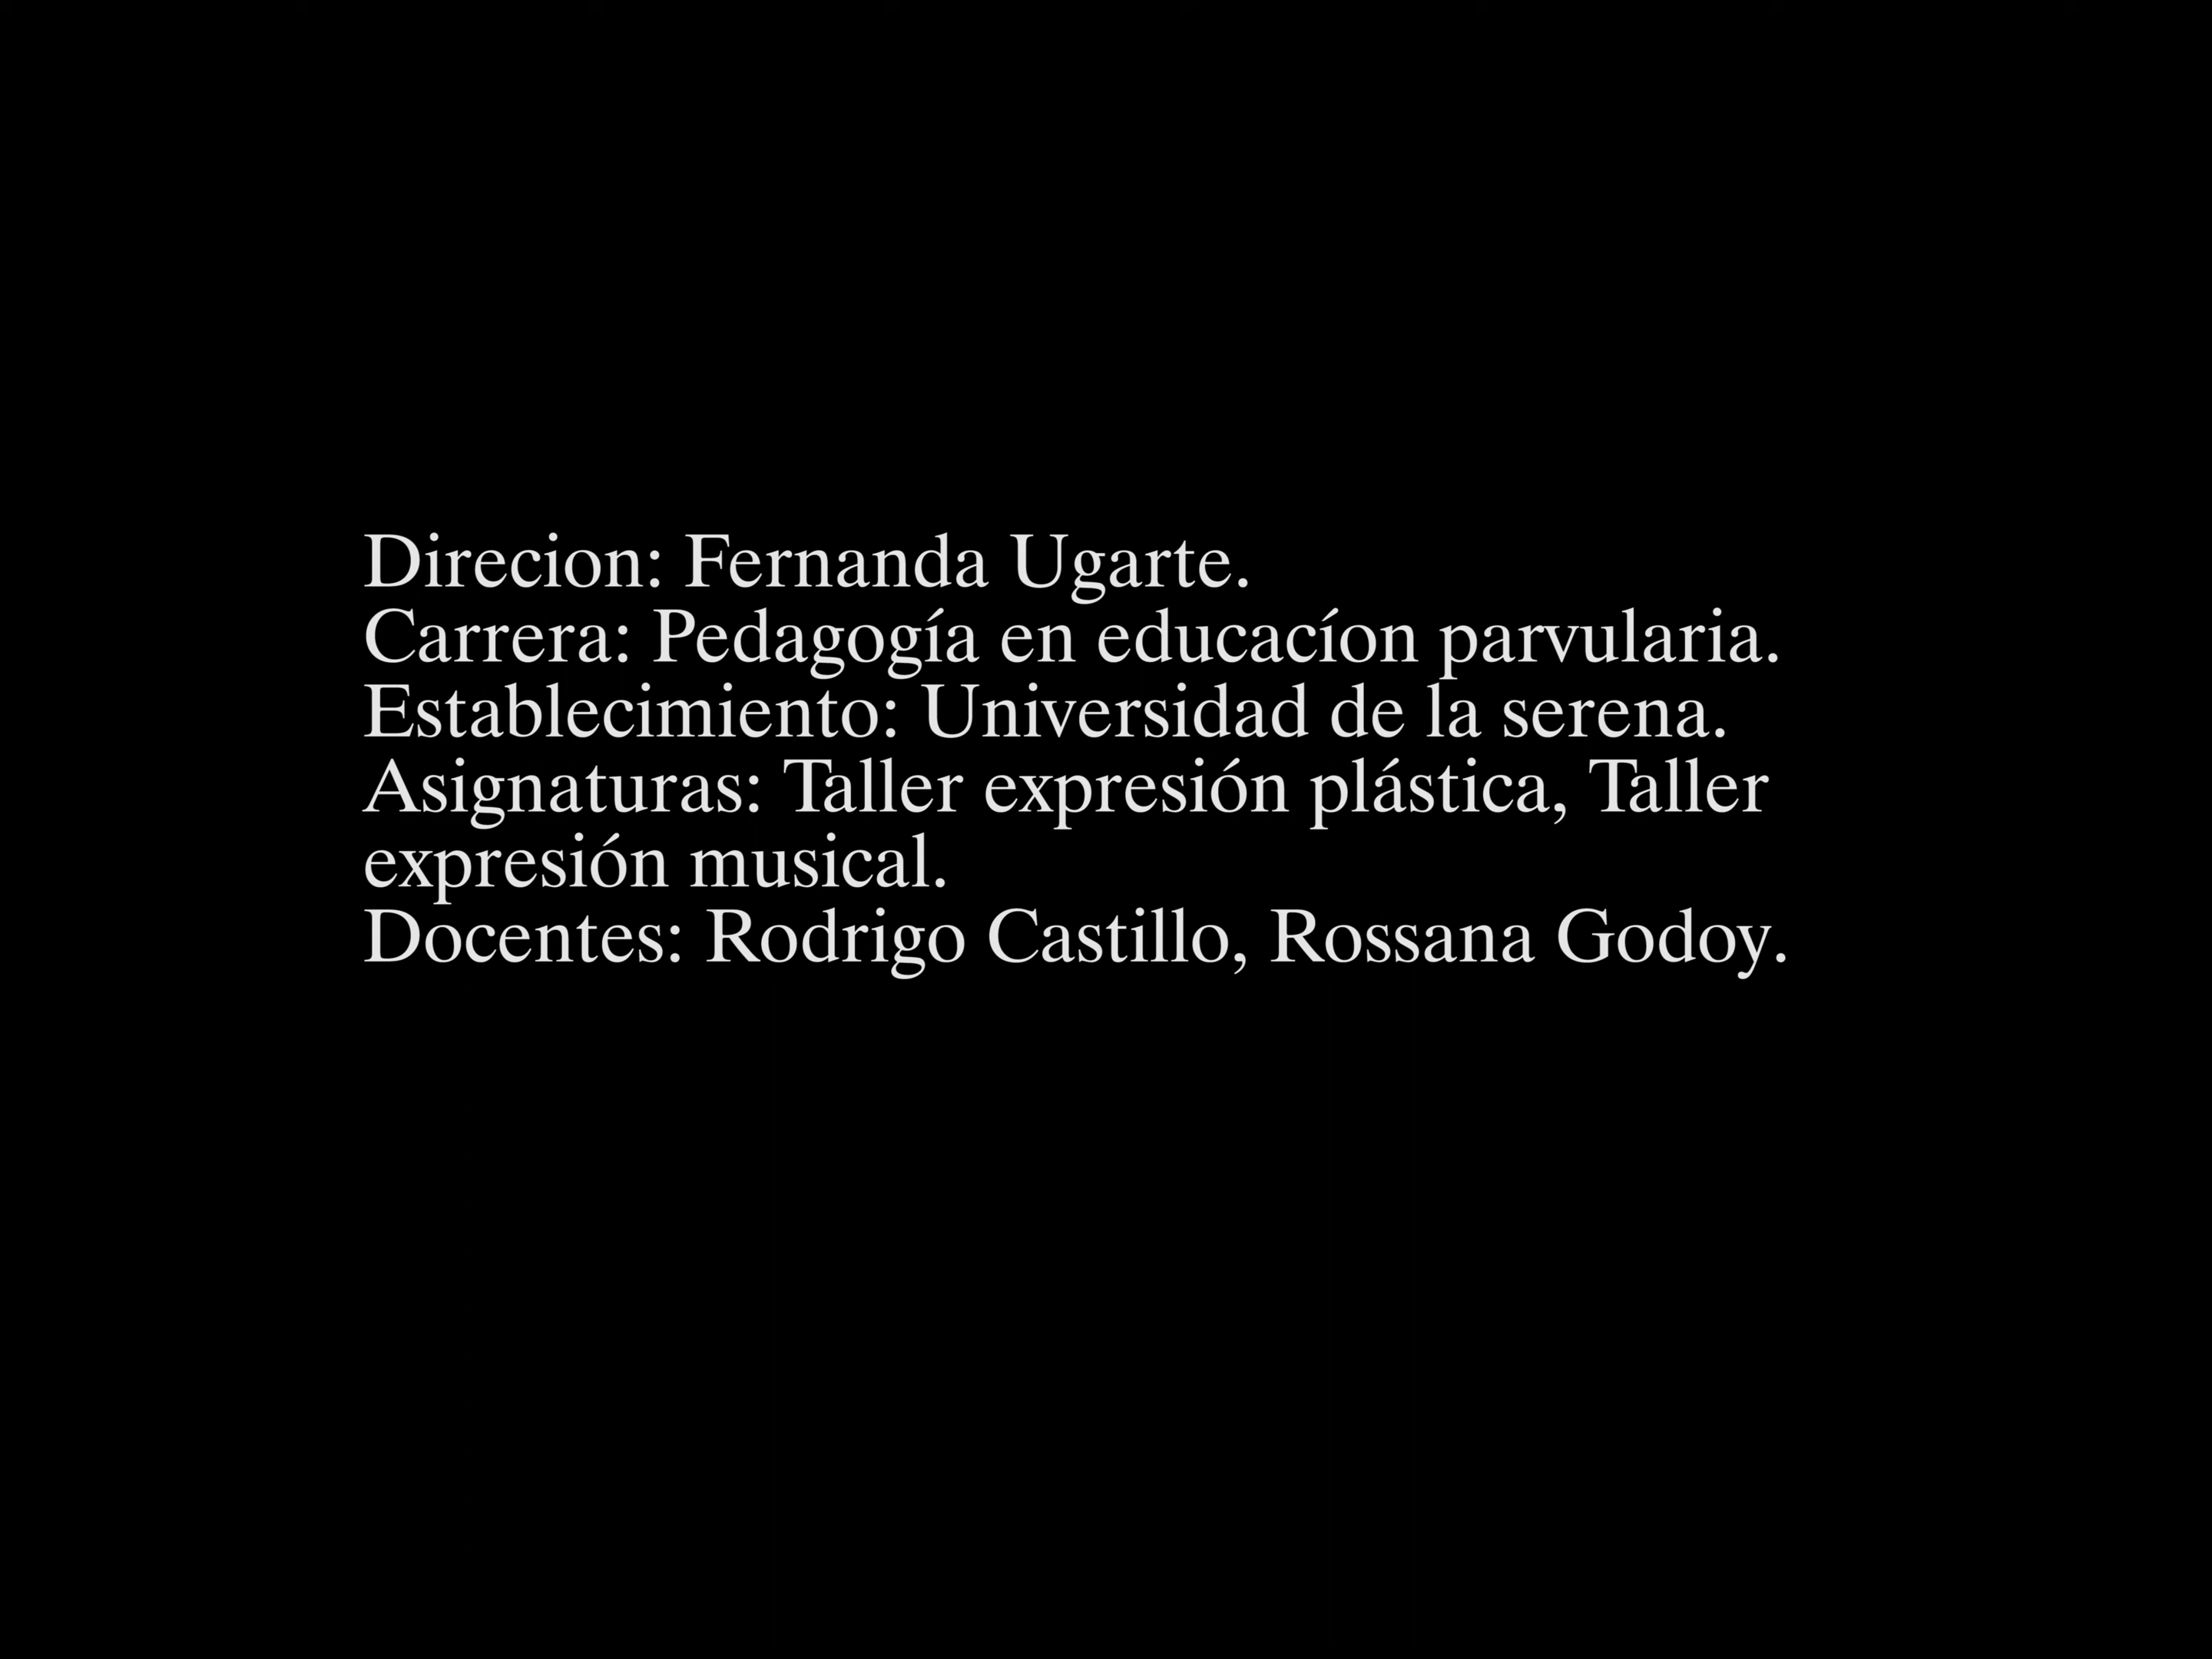 Direcion: Fernanda Ugarte.
Carrera: Pedagogía en educacíon parvularia.
Establecimiento: Universidad de la serena.
Asignaturas: Taller expresión plástica, Taller
expresión musical.
Docentes: Rodrigo Castillo, Rossana Godoy.